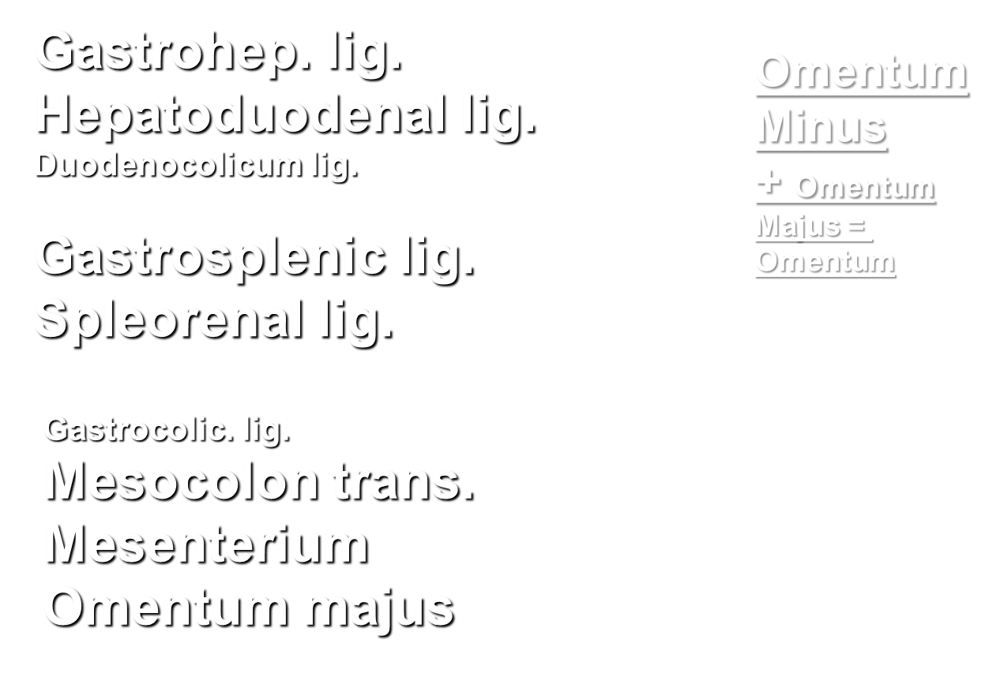 Gastrohep. lig.
Hepatoduodenal lig.
Duodenocolicum lig.
Gastrosplenic lig.
Spleorenal lig.
Gastrocolic. lig.
Mesocolon trans.
Mesenterium
Omentum majus
Omentum
Minus
+ Omentum
Majus =
Omentum